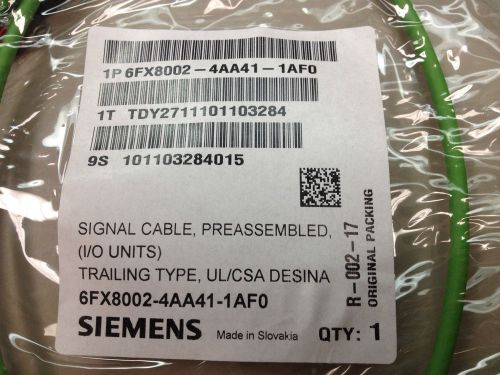 1P 6FX8002-4AA41-1AF0
1T TDY2711101103284
9S 101103284015
SIGNAL CABLE, PREASSEMBLED,
(I/O UNITS)
TRAILING TYPE, UL/CSA DESINA
6FX8002-4AA41-1AF0
SIEMENS Made in Slovakia QTY: 1
R-002-17
ORIGINAL PACKING